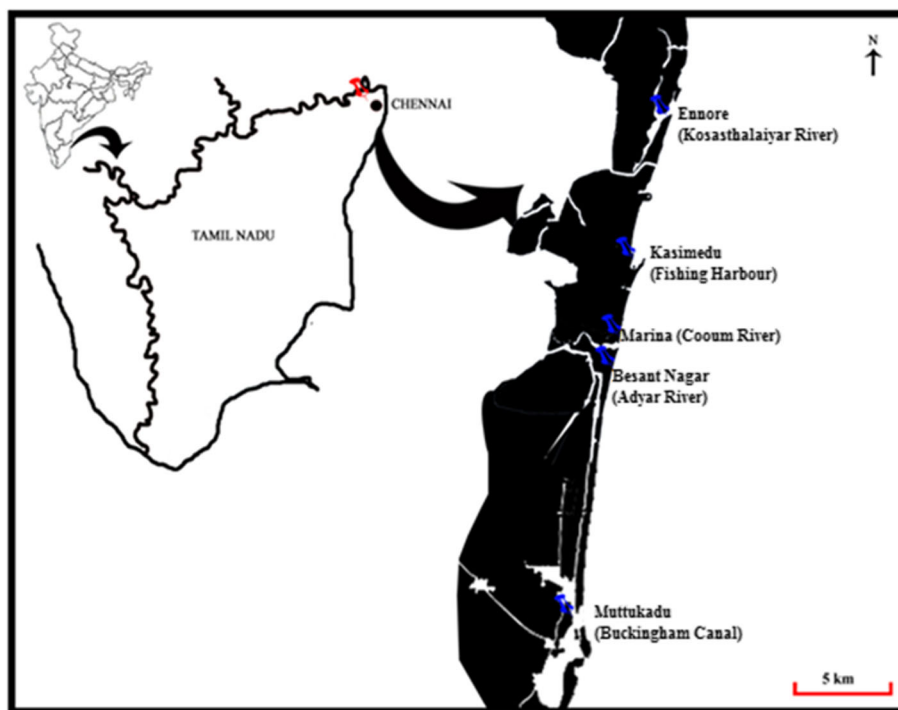 N
CHENNAI
TAMIL NADU
Ennore
(Kosasthalaiyar River)
Kasimedu
(Fishing Harbour)
Marina (Cooum River)
Besant Nagar
(Adyar River)
Muttukadu
(Buckingham Canal)
5 km